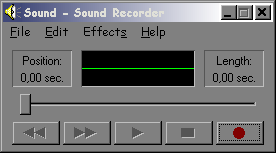 Sound - Sound Recorder
File Edit Effects Help
Position: Length:
0,00 sec. 0,00 sec.